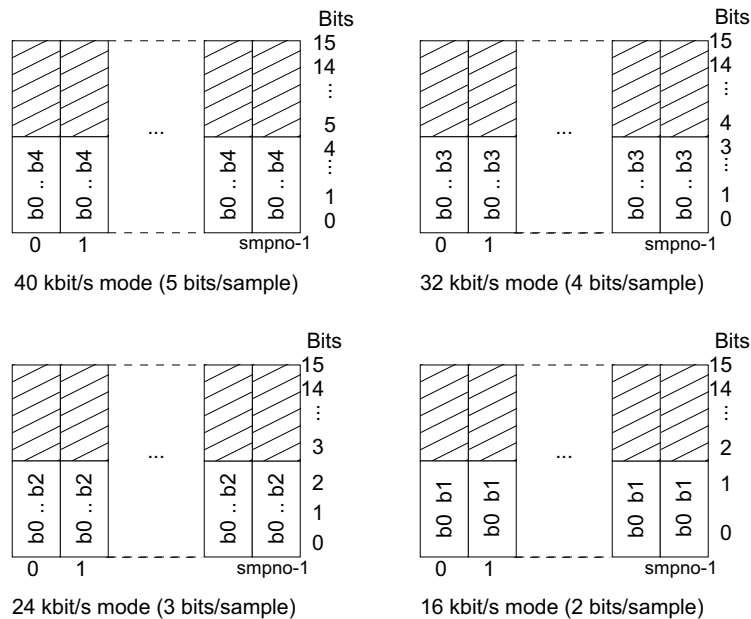 Bits
15
14
...
5
4
...
1
0
...
b0 .. b4
b0 .. b4
b0 .. b4
b0 .. b4
0 1 smpno-1
40 kbit/s mode (5 bits/sample)
Bits
15
14
...
4
3
...
1
0
...
b0 .. b3
b0 .. b3
b0 .. b3
b0 .. b3
0 1 smpno-1
32 kbit/s mode (4 bits/sample)
Bits
15
14
...
3
2
1
0
...
b0 .. b2
b0 .. b2
b0 .. b2
b0 .. b2
0 1 smpno-1
24 kbit/s mode (3 bits/sample)
Bits
15
14
...
2
1
0
...
b0 b1
b0 b1
b0 b1
b0 b1
0 1 smpno-1
16 kbit/s mode (2 bits/sample)